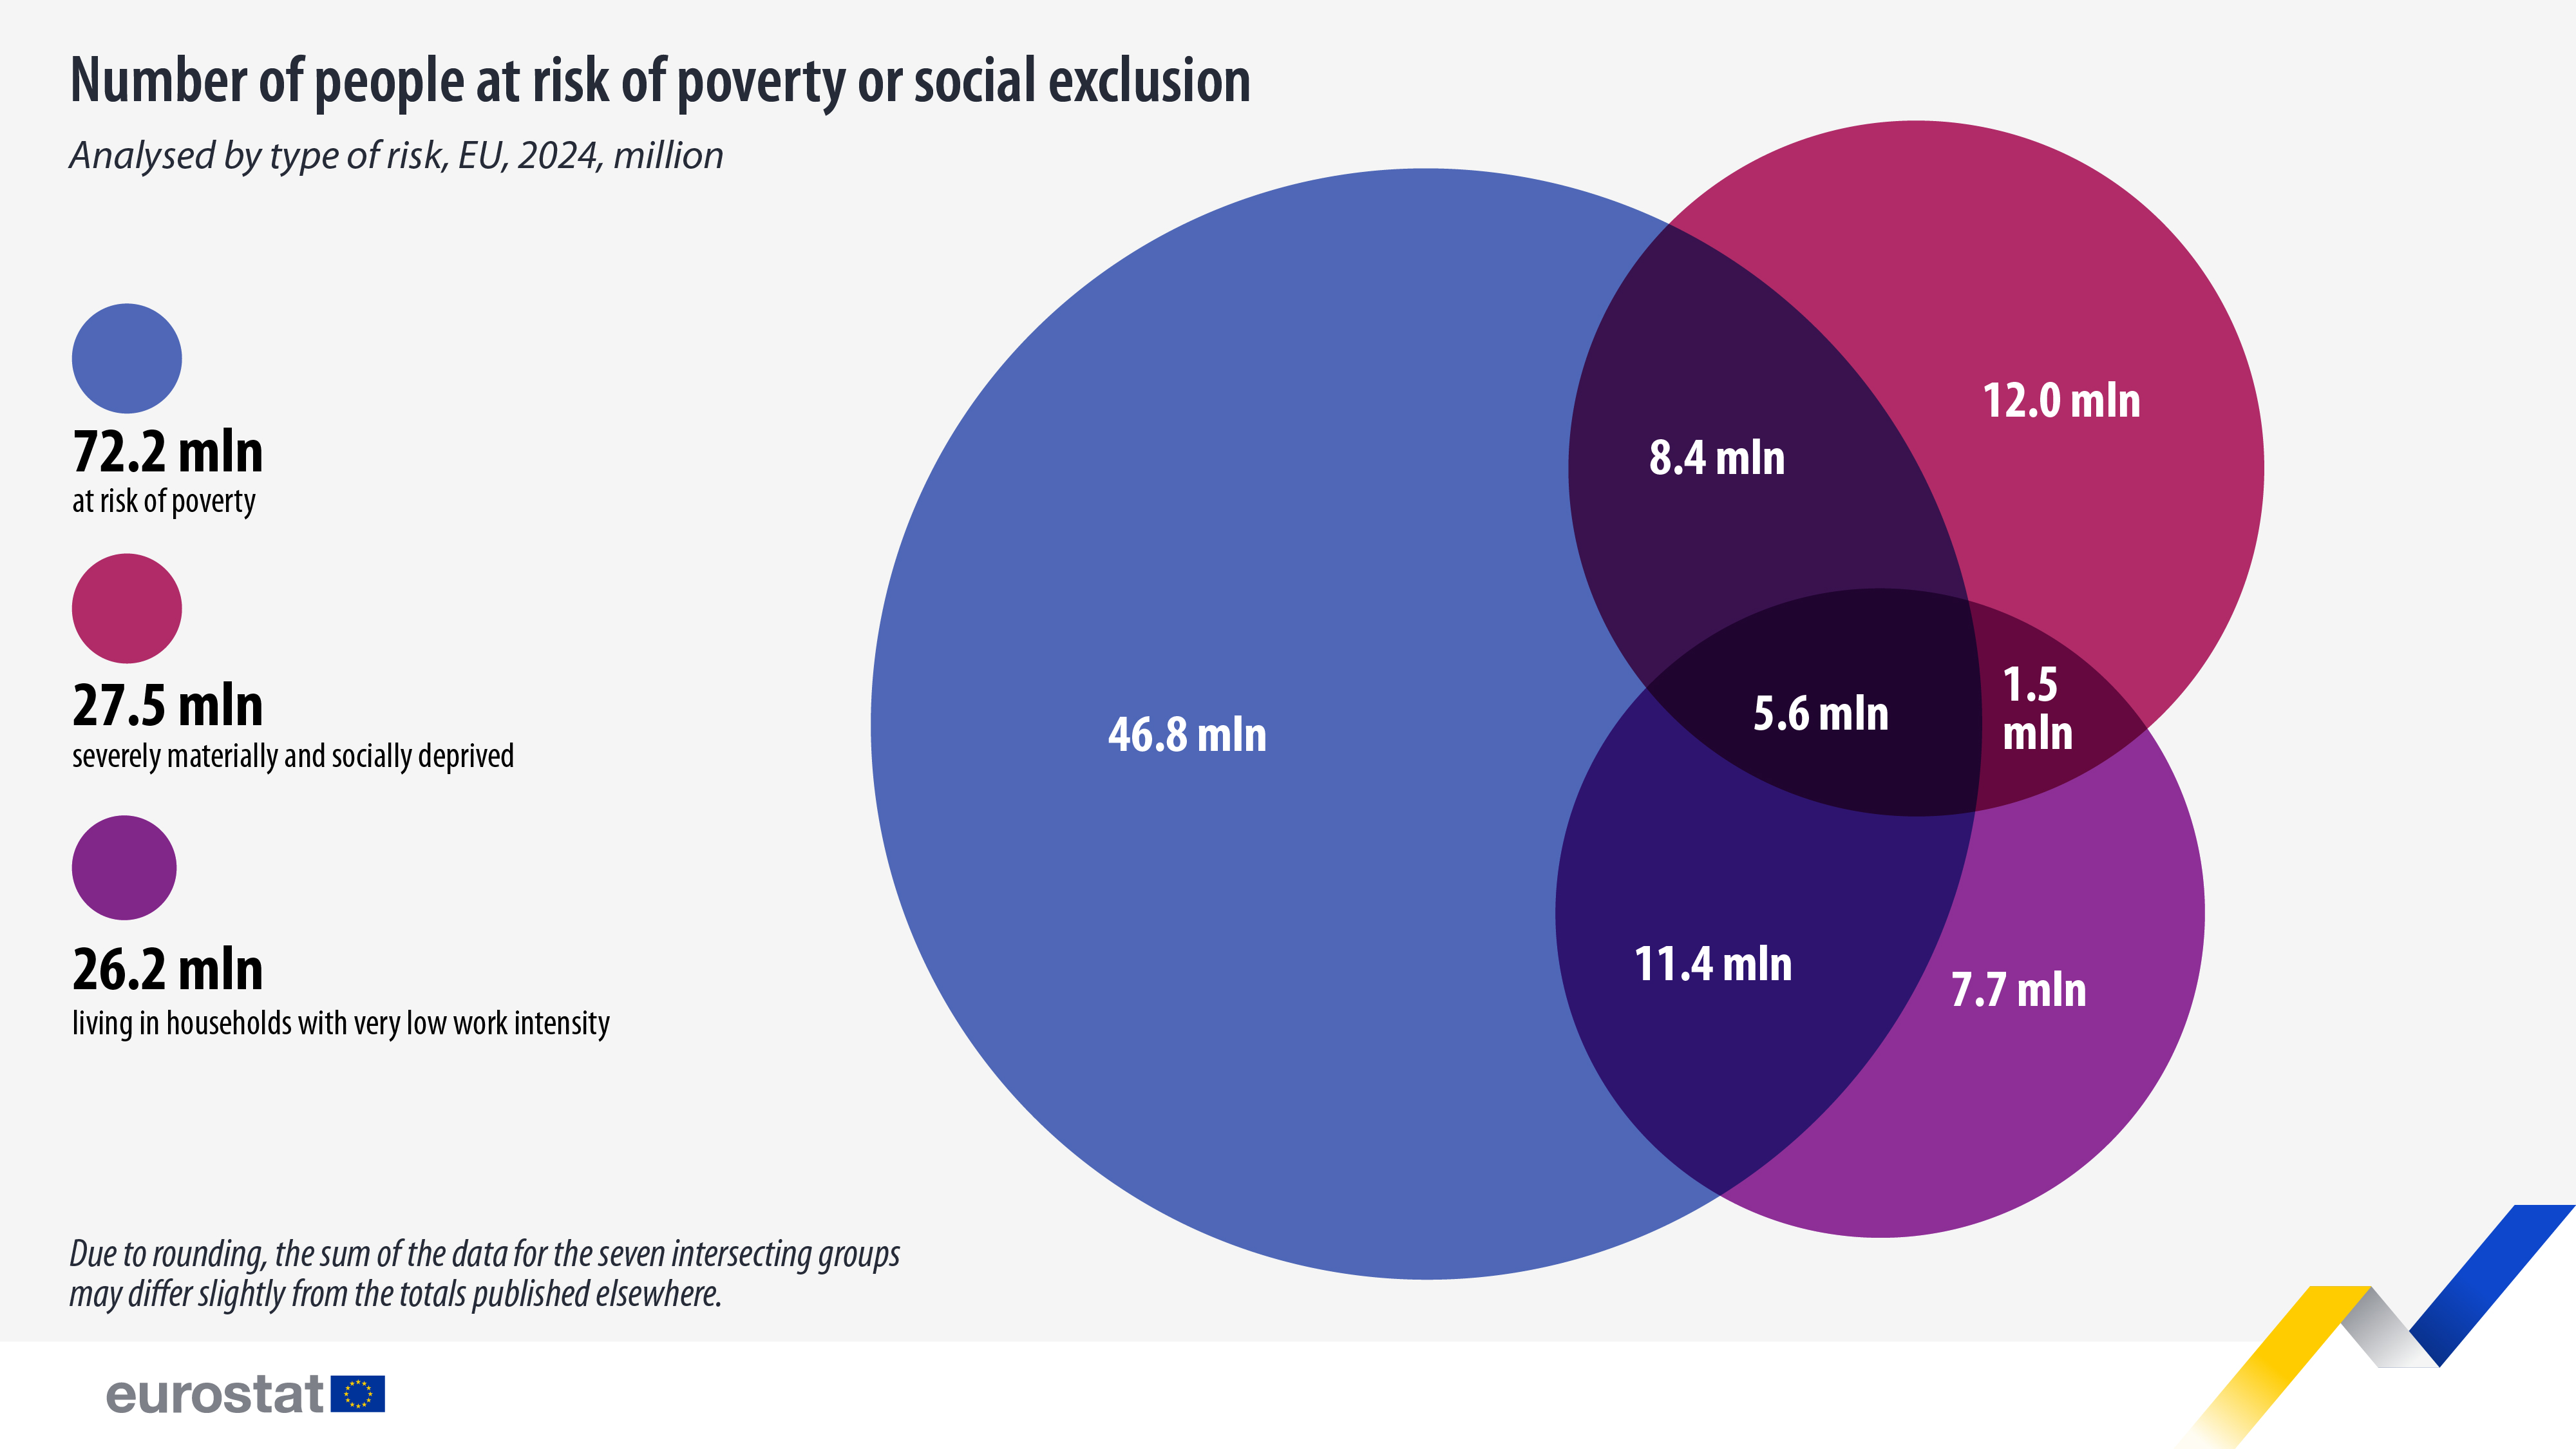 Number of people at risk of poverty or social exclusion
Analysed by type of risk, EU, 2024, million
72.2 mln
at risk of poverty
27.5 mln
severely materially and socially deprived
26.2 mln
living in households with very low work intensity
12.0 mln
8.4 mln
46.8 mln
5.6 mln
1.5
mln
11.4 mln
7.7 mln
Due to rounding, the sum of the data for the seven intersecting groups
may differ slightly from the totals published elsewhere.
eurostat